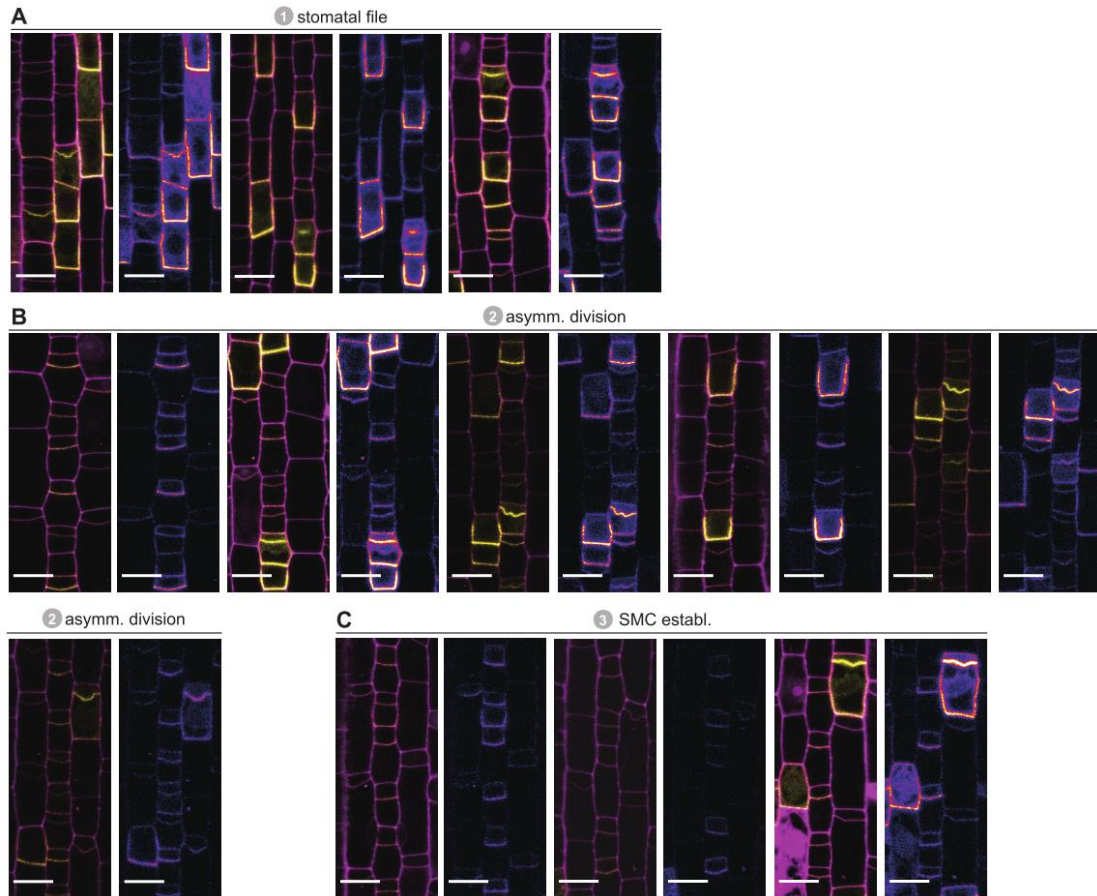 A
1 stomatal file
B
2 asymm. division
2 asymm. division
C
3 SMC establ.